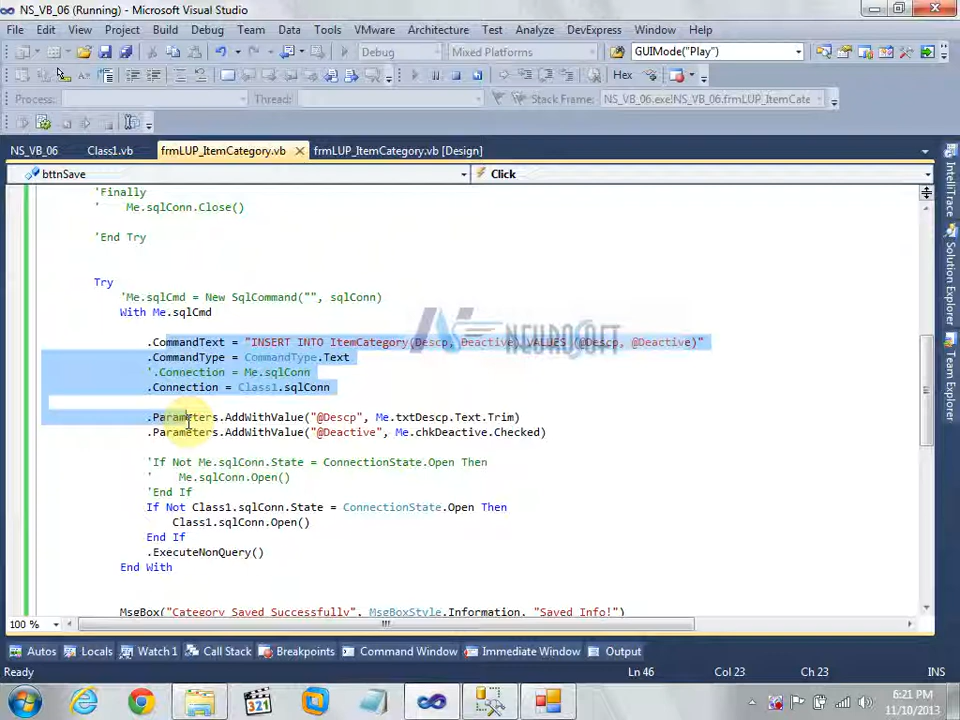 NS_VB_06 (Running) - Microsoft Visual Studio
File Edit View Project Build Debug Team Data Tools VMware Architecture Test Analyze DevExpress Window Help
Debug Mixed Platforms GUIMode("Play")
Hex
Process: Thread: Stack Frame: NS_VB_06.exe!NS_VB_06.frmLUP_ItemCate
NS_VB_06 Class1.vb frmLUP_ItemCategory.vb frmLUP_ItemCategory.vb [Design]
bttnSave Click
'Finally
' Me.sqlConn.Close()
'End Try
Try
'Me.sqlCmd = New SqlCommand("", sqlConn)
With Me.sqlCmd
.CommandText = "INSERT INTO ItemCategory(Descp, Deactive) VALUES (@Descp, @Deactive)"
.CommandType = CommandType.Text
'.Connection = Me.sqlConn
.Connection = Class1.sqlConn
.Parameters.AddWithValue("@Descp", Me.txtDescp.Text.Trim)
.Parameters.AddWithValue("@Deactive", Me.chkDeactive.Checked)
'If Not Me.sqlConn.State = ConnectionState.Open Then
' Me.sqlConn.Open()
'End If
If Not Class1.sqlConn.State = ConnectionState.Open Then
Class1.sqlConn.Open()
End If
.ExecuteNonQuery()
End With
MsgBox("Category Saved Successfully", MsgBoxStyle.Information, "Saved Info!")
NEUROSOFT
IntelliTrace
Solution Explorer
Team Explorer
100 %
Autos Locals Watch 1 Call Stack Breakpoints Command Window Immediate Window Output
Ready Ln 46 Col 23 Ch 23 INS
321
6:21 PM
11/10/2013